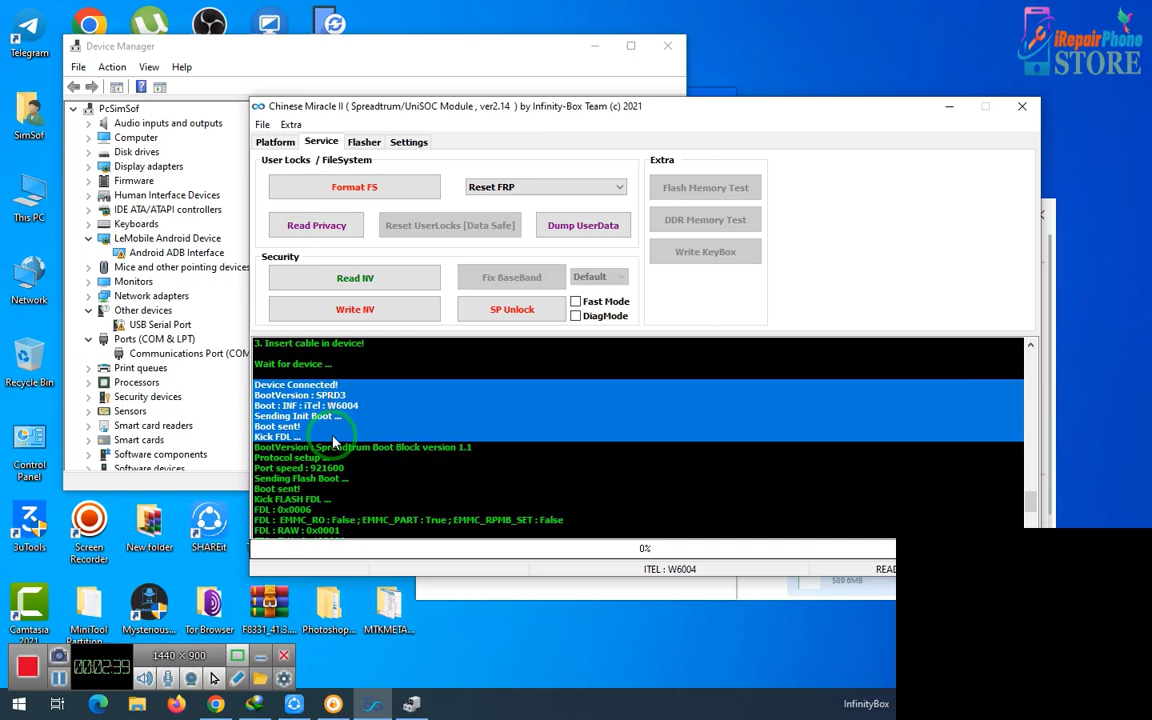 Telegram
SimSof
This PC
Network
Recycle Bin
Control
Panel
3uTools
Screen
Recorder
New folder
SHAREit
Camtasia
2021
MiniTool
Partition
Mysterious...
Tor Browser
F8331_41.3....
Photoshop...
MTKMETA...
iRepairPhone
STORE
Device Manager
File Action View Help
PcSimSof
Audio inputs and outputs
Computer
Disk drives
Display adapters
Firmware
Human Interface Devices
IDE ATA/ATAPI controllers
Keyboards
LeMobile Android Device
Android ADB Interface
Mice and other pointing devices
Monitors
Network adapters
Other devices
USB Serial Port
Ports (COM & LPT)
Communications Port (COM
Print queues
Processors
Security devices
Sensors
Smart card readers
Smart cards
Software components
Software devices
Chinese Miracle II ( Spreadtrum/UniSOC Module , ver2.14 ) by Infinity-Box Team (c) 2021
File Extra
Platform Service Flasher Settings
User Locks / FileSystem
Format FS
Reset FRP
Read Privacy
Reset UserLocks [Data Safe]
Dump UserData
Security
Read NV
Fix BaseBand
Default
Write NV
SP Unlock
Fast Mode
DiagMode
Extra
Flash Memory Test
DDR Memory Test
Write KeyBox
3. Insert cable in device!
Wait for device ...
Device Connected!
BootVersion : SPRD3
Boot : INF : iTel : W6004
Sending Init Boot ...
Boot sent!
Kick FDL ...
BootVersion : Spreadtrum Boot Block version 1.1
Protocol setup ...
Port speed : 921600
Sending Flash Boot ...
Boot sent!
Kick FLASH FDL ...
FDL : 0x0006
FDL : EMMC_RO : False ; EMMC_PART : True ; EMMC_RPMB_SET : False
FDL : RAW : 0x0001
0%
ITEL : W6004
READ
589.6MB
1440 × 900
00:02:39
InfinityBox